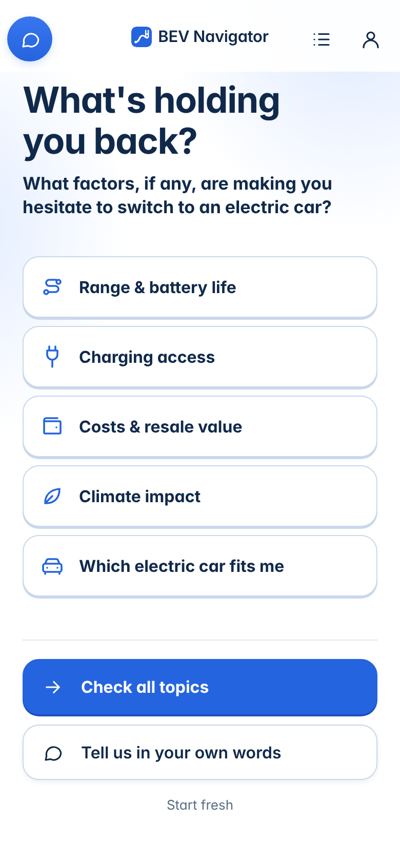 BEV Navigator
What's holding
you back?
What factors, if any, are making you
hesitate to switch to an electric car?
Range & battery life
Charging access
Costs & resale value
Climate impact
Which electric car fits me
Check all topics
Tell us in your own words
Start fresh